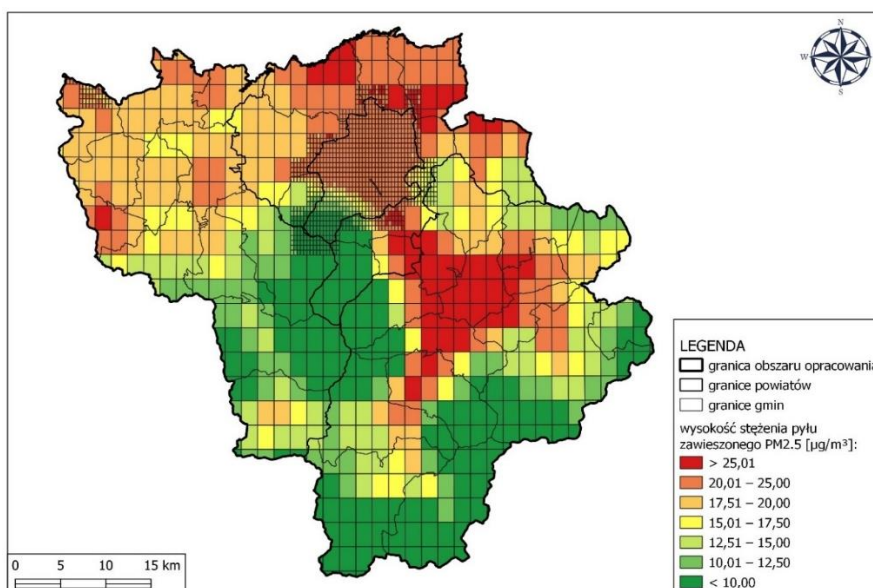 N
W
E
S
LEGENDA
granica obszaru opracowania
granice powiatów
granice gmin
wysokość stężenia pyłu
zawieszonego PM2.5 [µg/m³]:
> 25,01
20,01 – 25,00
17,51 – 20,00
15,01 – 17,50
12,51 – 15,00
10,01 – 12,50
< 10,00
0 5 10 15 km